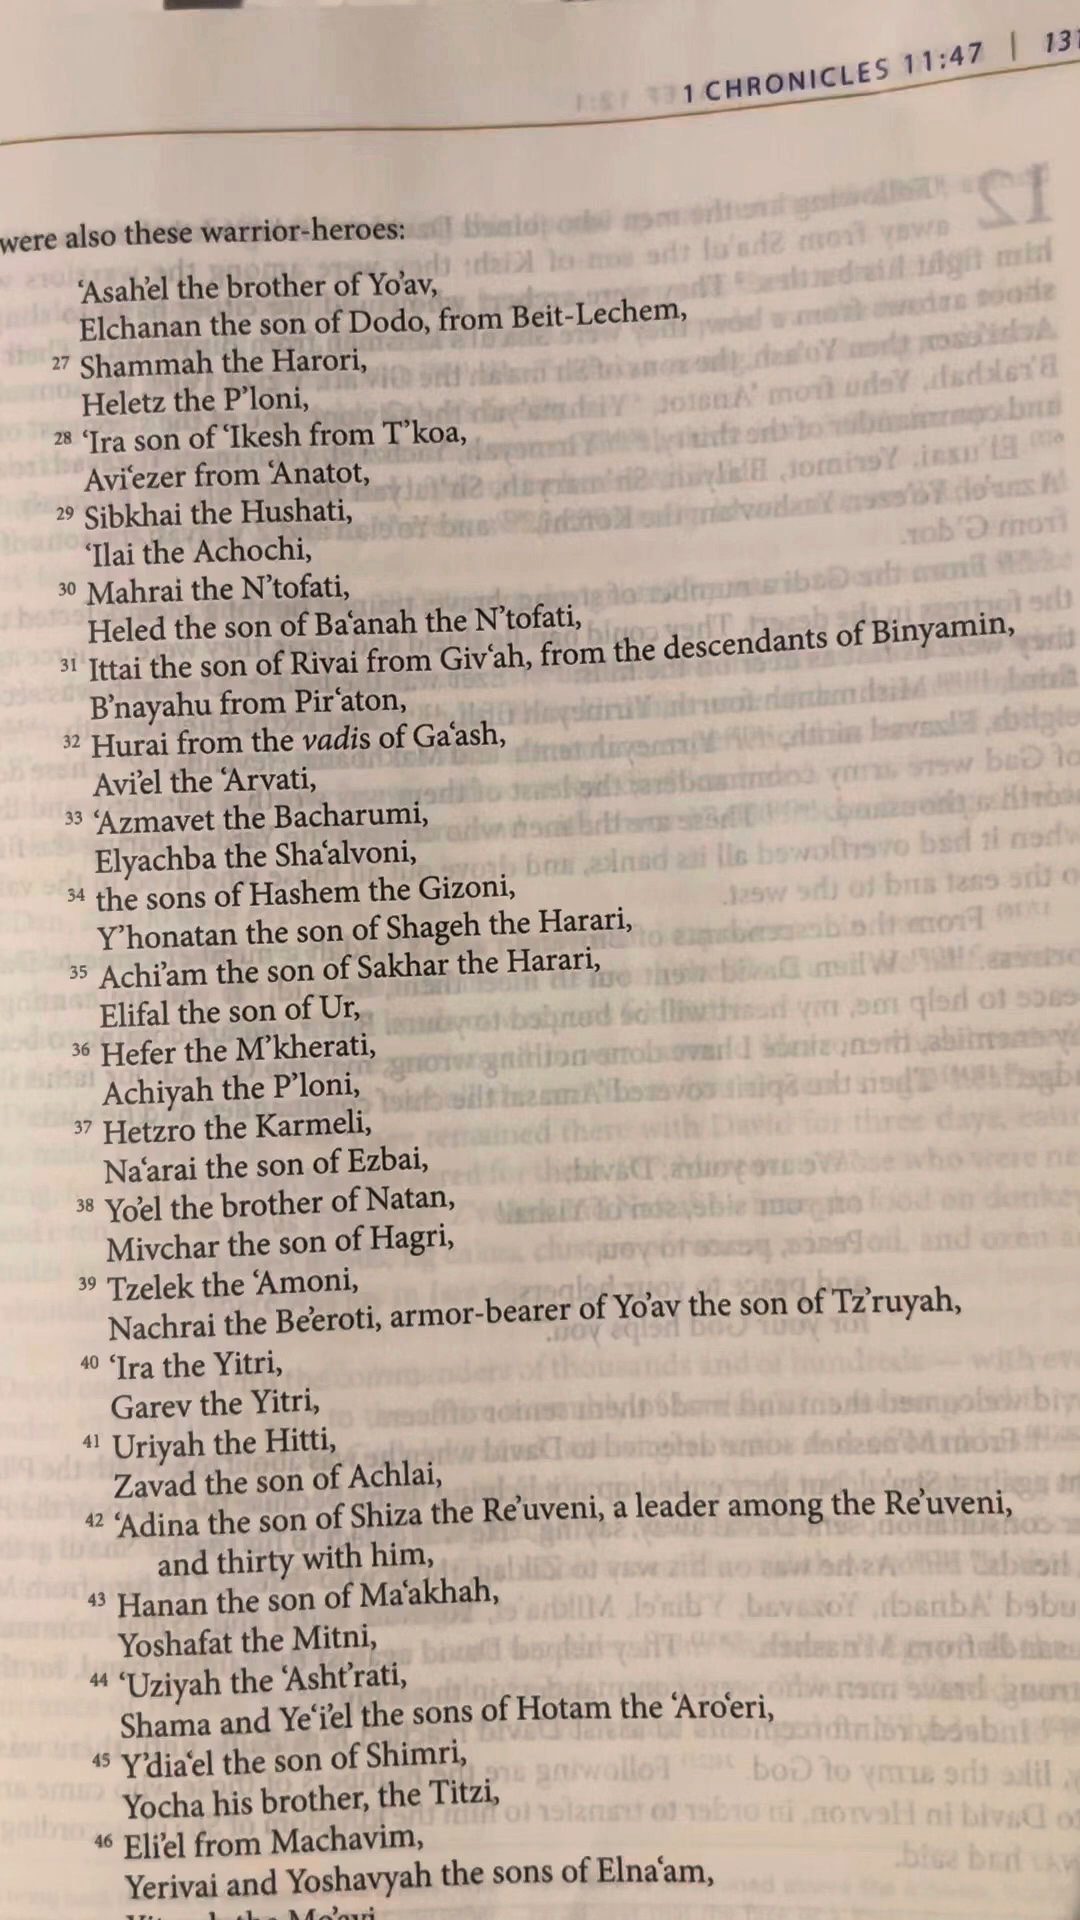 1 CHRONICLES 11:47 | 131
were also these warrior-heroes:
‘Asah’el the brother of Yo’av,
Elchanan the son of Dodo, from Beit-Lechem,
27 Shammah the Harori,
Heletz the P’loni,
28 ‘Ira son of ‘Ikesh from T’koa,
Avi‘ezer from ‘Anatot,
29 Sibkhai the Hushati,
‘Ilai the Achochi,
30 Mahrai the N’tofati,
Heled the son of Ba‘anah the N’tofati,
31 Ittai the son of Rivai from Giv‘ah, from the descendants of Binyamin,
B’nayahu from Pir‘aton,
32 Hurai from the vadis of Ga‘ash,
Avi’el the ‘Arvati,
33 ‘Azmavet the Bacharumi,
Elyachba the Sha‘alvoni,
34 the sons of Hashem the Gizoni,
Y’honatan the son of Shageh the Harari,
35 Achi’am the son of Sakhar the Harari,
Elifal the son of Ur,
36 Hefer the M’kherati,
Achiyah the P’loni,
37 Hetzro the Karmeli,
Na‘arai the son of Ezbai,
38 Yo’el the brother of Natan,
Mivchar the son of Hagri,
39 Tzelek the ‘Amoni,
Nachrai the Be’eroti, armor-bearer of Yo’av the son of Tz’ruyah,
40 ‘Ira the Yitri,
Garev the Yitri,
41 Uriyah the Hitti,
Zavad the son of Achlai,
42 ‘Adina the son of Shiza the Re’uveni, a leader among the Re’uveni,
and thirty with him,
43 Hanan the son of Ma‘akhah,
Yoshafat the Mitni,
44 ‘Uziyah the ‘Asht’rati,
Shama and Ye‘i’el the sons of Hotam the ‘Aro‘eri,
45 Y’dia‘el the son of Shimri,
Yocha his brother, the Titzi,
46 Eli’el from Machavim,
Yerivai and Yoshavyah the sons of Elna‘am,
the Mo’avi